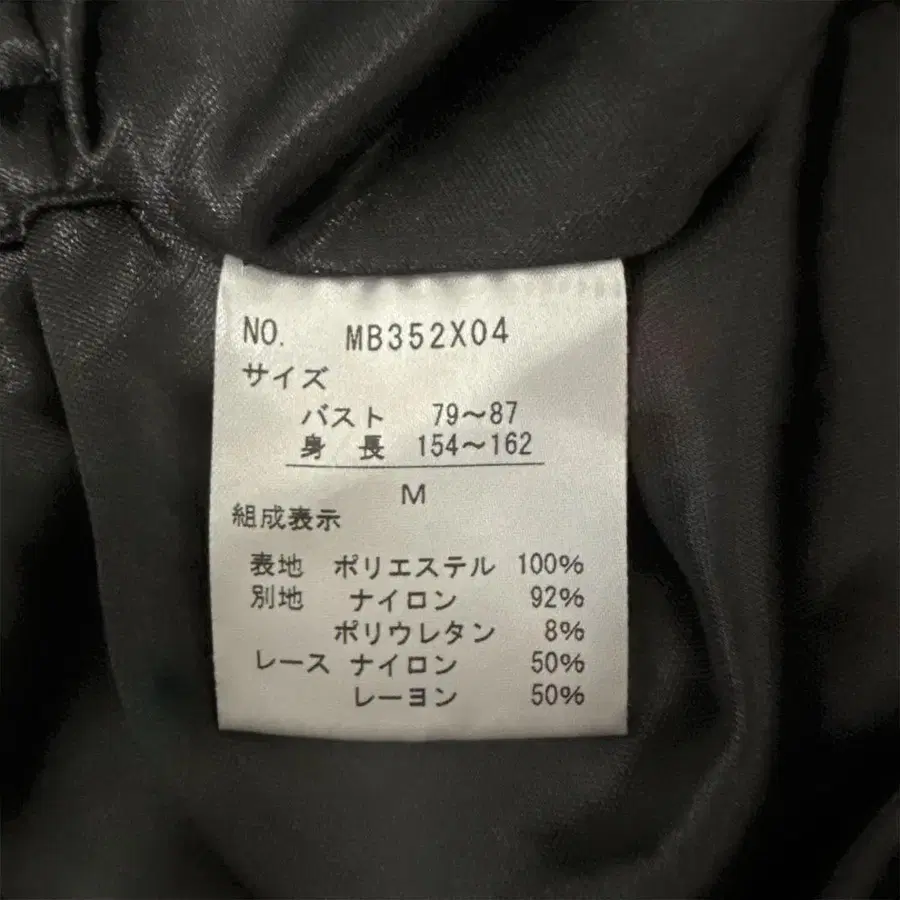 NO. MB352X04
サイズ
バスト 79～87
身 長 154～162
M
組成表示
表地 ポリエステル 100%
別地 ナイロン 92%
ポリウレタン 8%
レース ナイロン 50%
レーヨン 50%